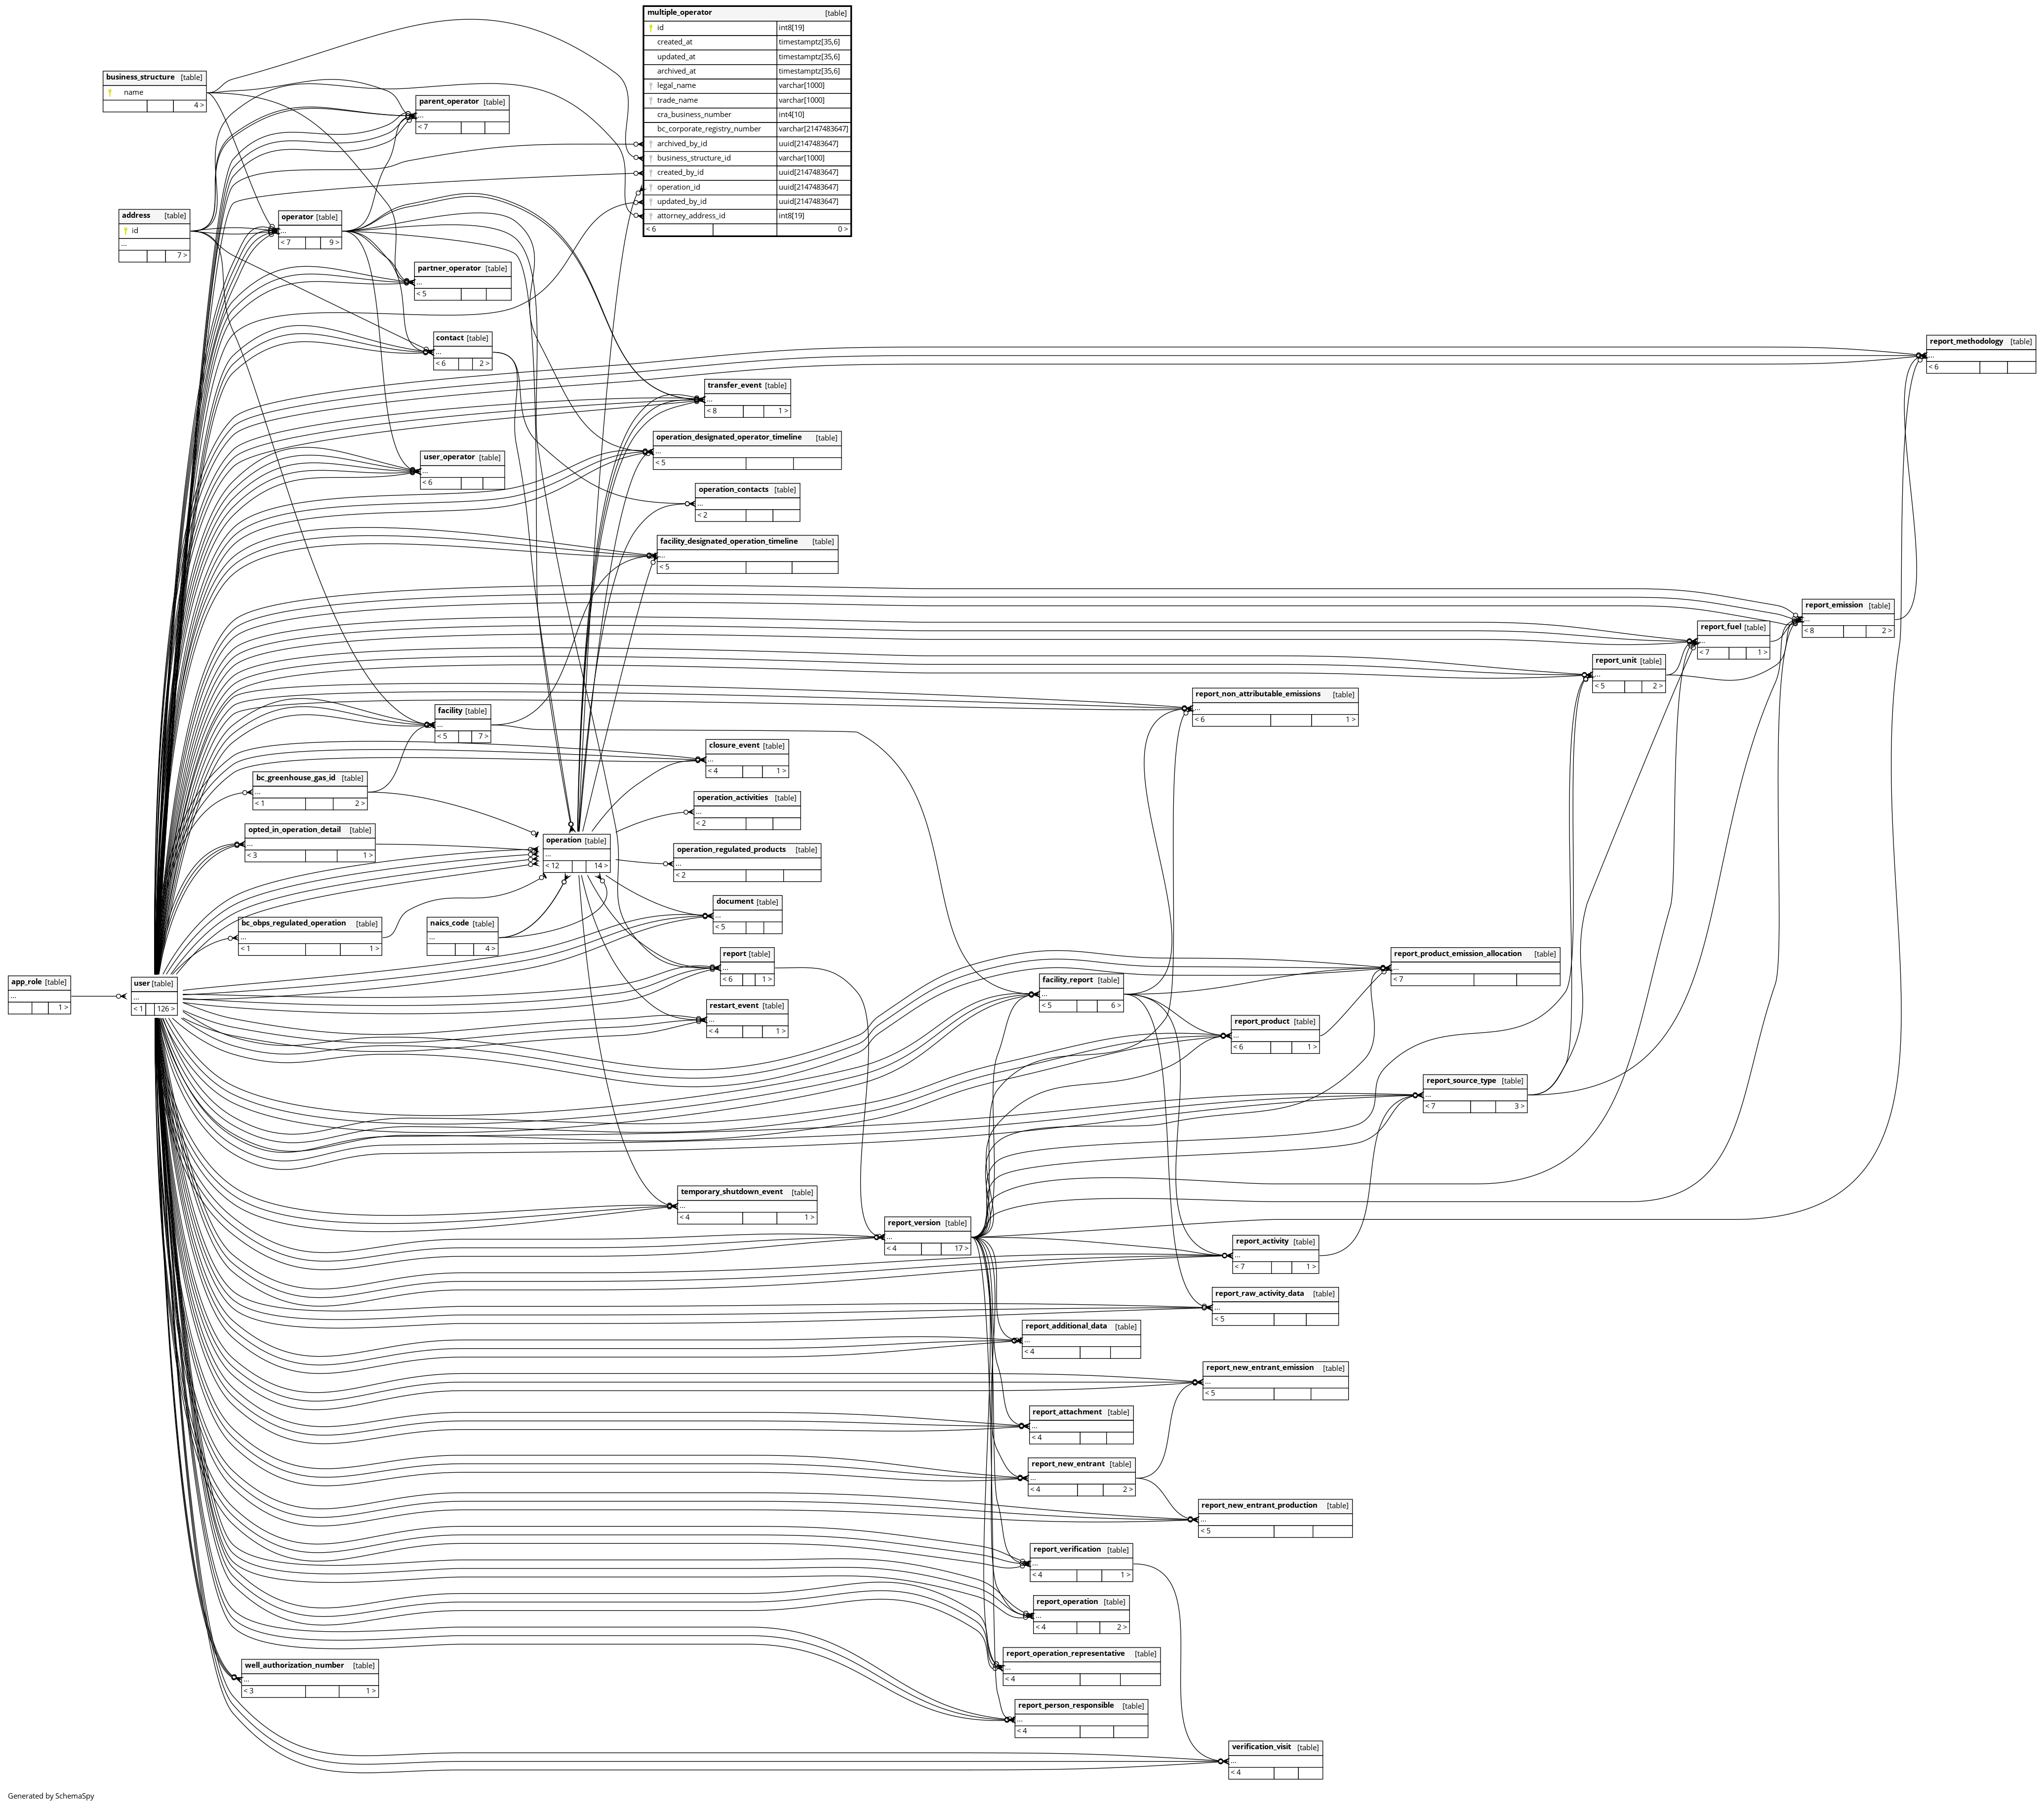 multiple_operator [table]
id int8[19]
created_at timestamptz[35,6]
updated_at timestamptz[35,6]
archived_at timestamptz[35,6]
legal_name varchar[1000]
trade_name varchar[1000]
cra_business_number int4[10]
bc_corporate_registry_number varchar[2147483647]
archived_by_id uuid[2147483647]
business_structure_id varchar[1000]
created_by_id uuid[2147483647]
operation_id uuid[2147483647]
updated_by_id uuid[2147483647]
attorney_address_id int8[19]
< 6 0 >
business_structure [table]
name
4 >
parent_operator [table]
...
< 7
address [table]
id
...
7 >
operator [table]
...
< 7 9 >
partner_operator [table]
...
< 5
contact [table]
...
< 6 2 >
report_methodology [table]
...
< 6
transfer_event [table]
...
< 8 1 >
operation_designated_operator_timeline [table]
...
< 5
user_operator [table]
...
< 6
operation_contacts [table]
...
< 2
facility_designated_operation_timeline [table]
...
< 5
report_emission [table]
...
< 8 2 >
report_fuel [table]
...
< 7 1 >
report_unit [table]
...
< 5 2 >
report_non_attributable_emissions [table]
...
< 6 1 >
facility [table]
...
< 5 7 >
closure_event [table]
...
< 4 1 >
bc_greenhouse_gas_id [table]
...
< 1 2 >
operation_activities [table]
...
< 2
opted_in_operation_detail [table]
...
< 3 1 >
operation [table]
...
< 12 14 >
operation_regulated_products [table]
...
< 2
document [table]
...
< 5
bc_obps_regulated_operation [table]
...
< 1 1 >
naics_code [table]
...
4 >
report [table]
...
< 6 1 >
report_product_emission_allocation [table]
...
< 7
app_role [table]
...
1 >
user [table]
...
< 1 126 >
facility_report [table]
...
< 5 6 >
restart_event [table]
...
< 4 1 >
report_product [table]
...
< 6 1 >
report_source_type [table]
...
< 7 3 >
temporary_shutdown_event [table]
...
< 4 1 >
report_version [table]
...
< 4 17 >
report_activity [table]
...
< 7 1 >
report_raw_activity_data [table]
...
< 5
report_additional_data [table]
...
< 4
report_new_entrant_emission [table]
...
< 5
report_attachment [table]
...
< 4
report_new_entrant [table]
...
< 4 2 >
report_new_entrant_production [table]
...
< 5
report_verification [table]
...
< 4 1 >
report_operation [table]
...
< 4 2 >
report_operation_representative [table]
...
< 4
well_authorization_number [table]
...
< 3 1 >
report_person_responsible [table]
...
< 4
verification_visit [table]
...
< 4
Generated by SchemaSpy